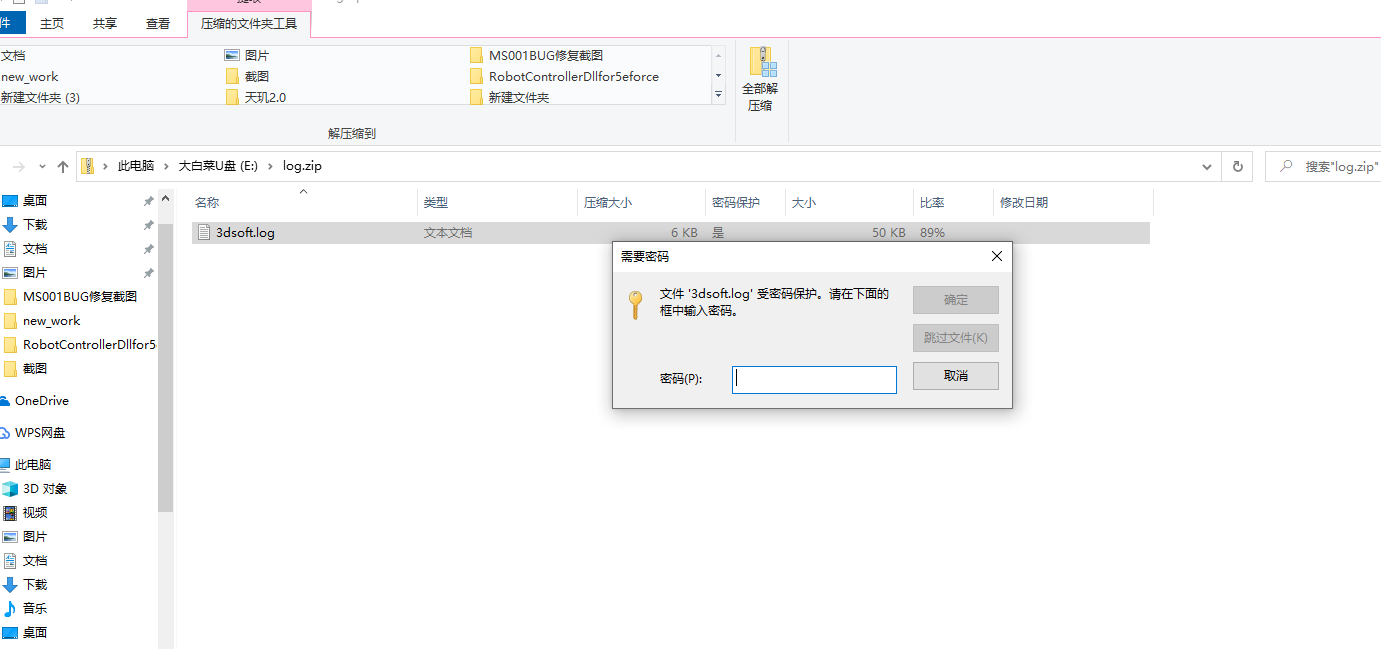 件
主页
共享
查看
压缩的文件夹工具
文档
图片
MS001BUG修复截图
new_work
截图
RobotControllerDllfor5eforce
新建文件夹 (3)
天玑2.0
新建文件夹
全部解
压缩
解压缩到
此电脑
大白菜U盘 (E:)
log.zip
搜索"log.zip"
名称
类型
压缩大小
密码保护
大小
比率
修改日期
3dsoft.log
文本文档
6 KB
是
50 KB
89%
桌面
下载
文档
图片
MS001BUG修复截图
new_work
RobotControllerDllfor5
截图
OneDrive
WPS网盘
此电脑
3D 对象
视频
图片
文档
下载
音乐
桌面
需要密码
文件 '3dsoft.log' 受密码保护。请在下面的
框中输入密码。
密码(P):
确定
跳过文件(K)
取消